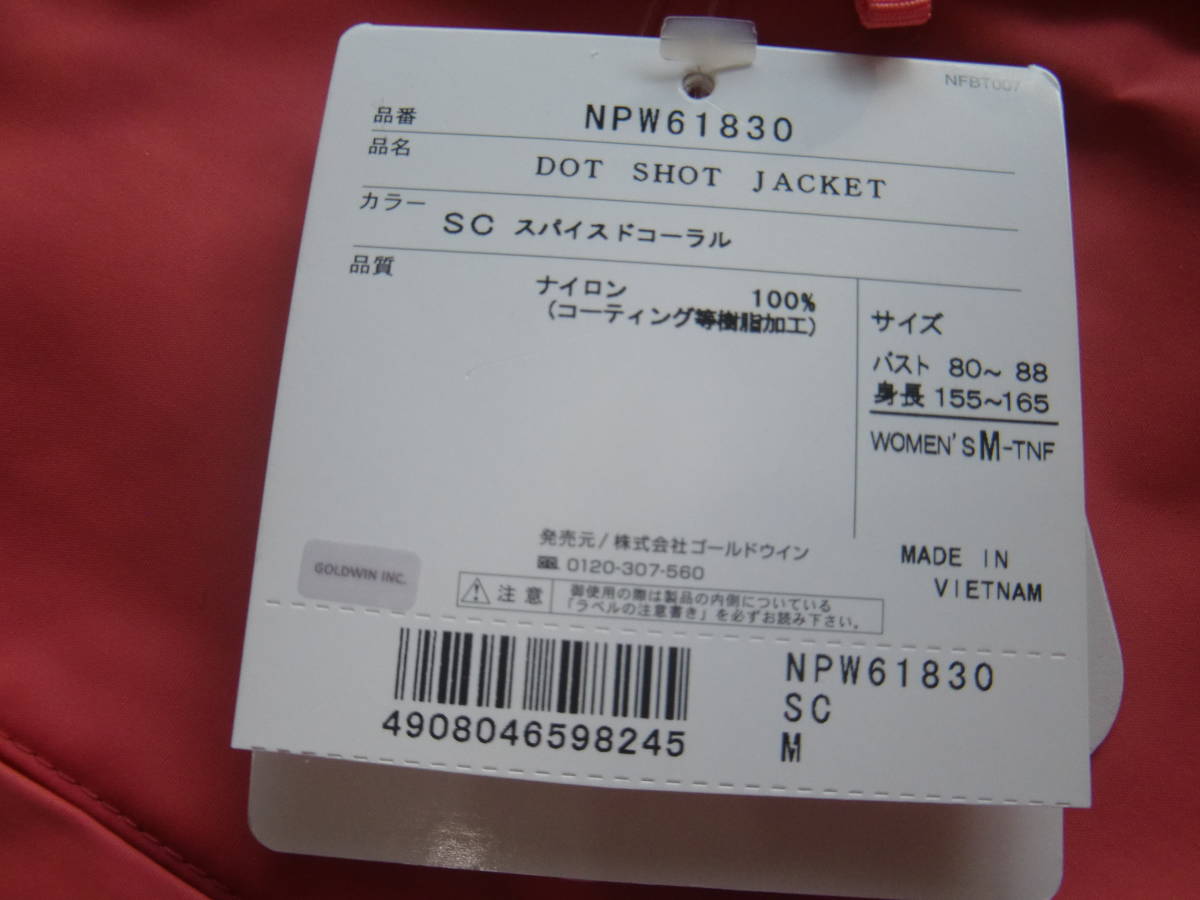 NFBT007
品番 NPW61830
品名 DOT SHOT JACKET
カラー SC スパイスドコーラル
品質
ナイロン 100%
(コーティング等樹脂加工)
サイズ
バスト 80~ 88
身長 155~165
WOMEN'S M-TNF
発売元/株式会社ゴールドウイン
0120-307-560
MADE IN
VIETNAM
GOLDWIN INC.
注意
御使用の際は製品の内側についている
「ラベルの注意書き」を必ずお読み下さい。
4908046598245
NPW61830
SC
M